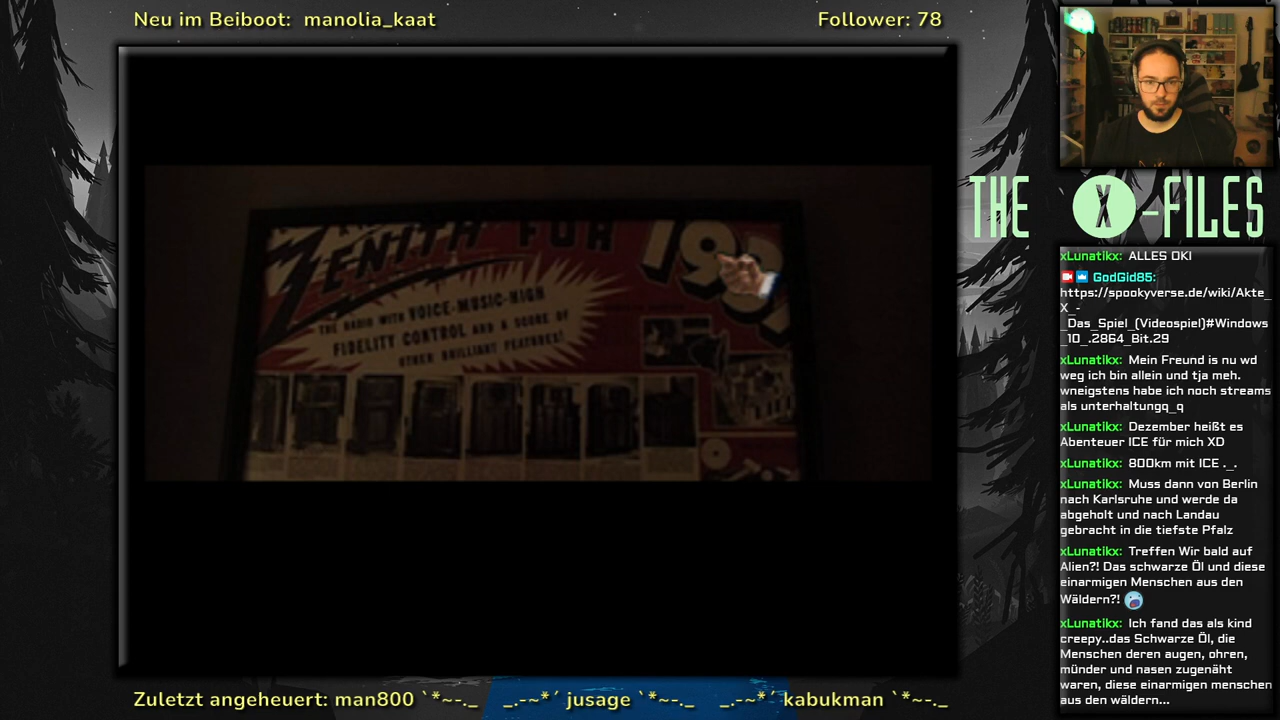 Neu im Beiboot: manolia_kaat
Follower: 78
ZENITH FOR 193
THE RADIO WITH VOICE-MUSIC-HIGH
FIDELITY CONTROL AND A SCORE OF
OTHER BRILLIANT FEATURES!
THE X-FILES
xLunatikx: ALLES OKI
GodGid85:
https://spookyverse.de/wiki/Akte_
X_-
_Das_Spiel_(Videospiel)#Windows
_10_.2864_Bit.29
xLunatikx: Mein Freund is nu wd
weg ich bin allein und tja meh.
wneigstens habe ich noch streams
als unterhaltungq_q
xLunatikx: Dezember heißt es
Abenteuer ICE für mich XD
xLunatikx: 800km mit ICE ._.
xLunatikx: Muss dann von Berlin
nach Karlsruhe und werde da
abgeholt und nach Landau
gebracht in die tiefste Pfalz
xLunatikx: Treffen Wir bald auf
Alien?! Das schwarze Öl und diese
einarmigen Menschen aus den
Wäldern?!
xLunatikx: Ich fand das als kind
creepy..das Schwarze Öl, die
Menschen deren augen, ohren,
münder und nasen zugenäht
waren, diese einarmigen menschen
aus den wäldern...
Zuletzt angeheuert: man800 `*~-._ _.-~*´ jusage `*~-._ _.-~*´ kabukman `*~-._